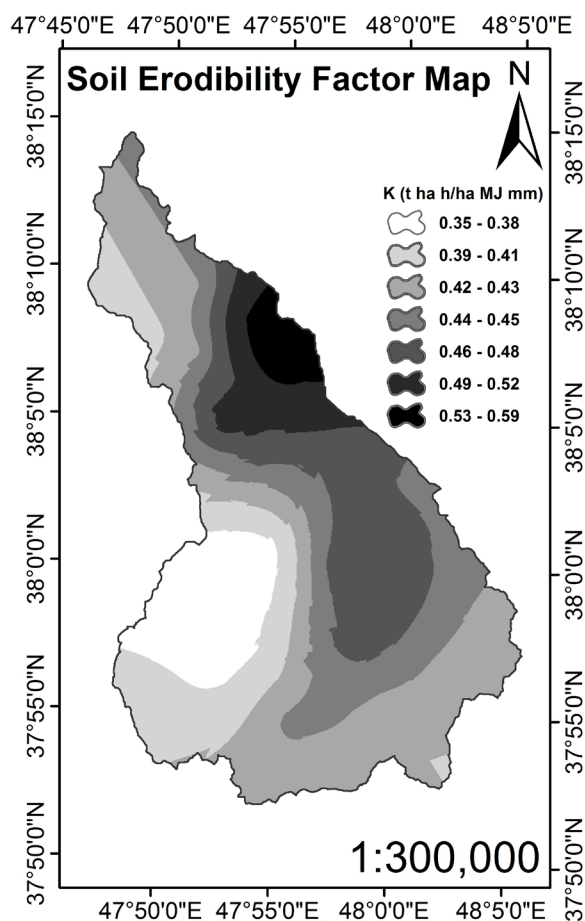 47°45'0"E 47°50'0"E 47°55'0"E 48°0'0"E 48°5'0"E
Soil Erodibility Factor Map
N
K (t ha h/ha MJ mm)
0.35 - 0.38
0.39 - 0.41
0.42 - 0.43
0.44 - 0.45
0.46 - 0.48
0.49 - 0.52
0.53 - 0.59
38°15'0"N
38°10'0"N
38°5'0"N
38°0'0"N
37°55'0"N
37°50'0"N
38°15'0"N
38°10'0"N
38°5'0"N
38°0'0"N
37°55'0"N
37°50'0"N
1:300,000
47°50'0"E 47°55'0"E 48°0'0"E 48°5'0"E